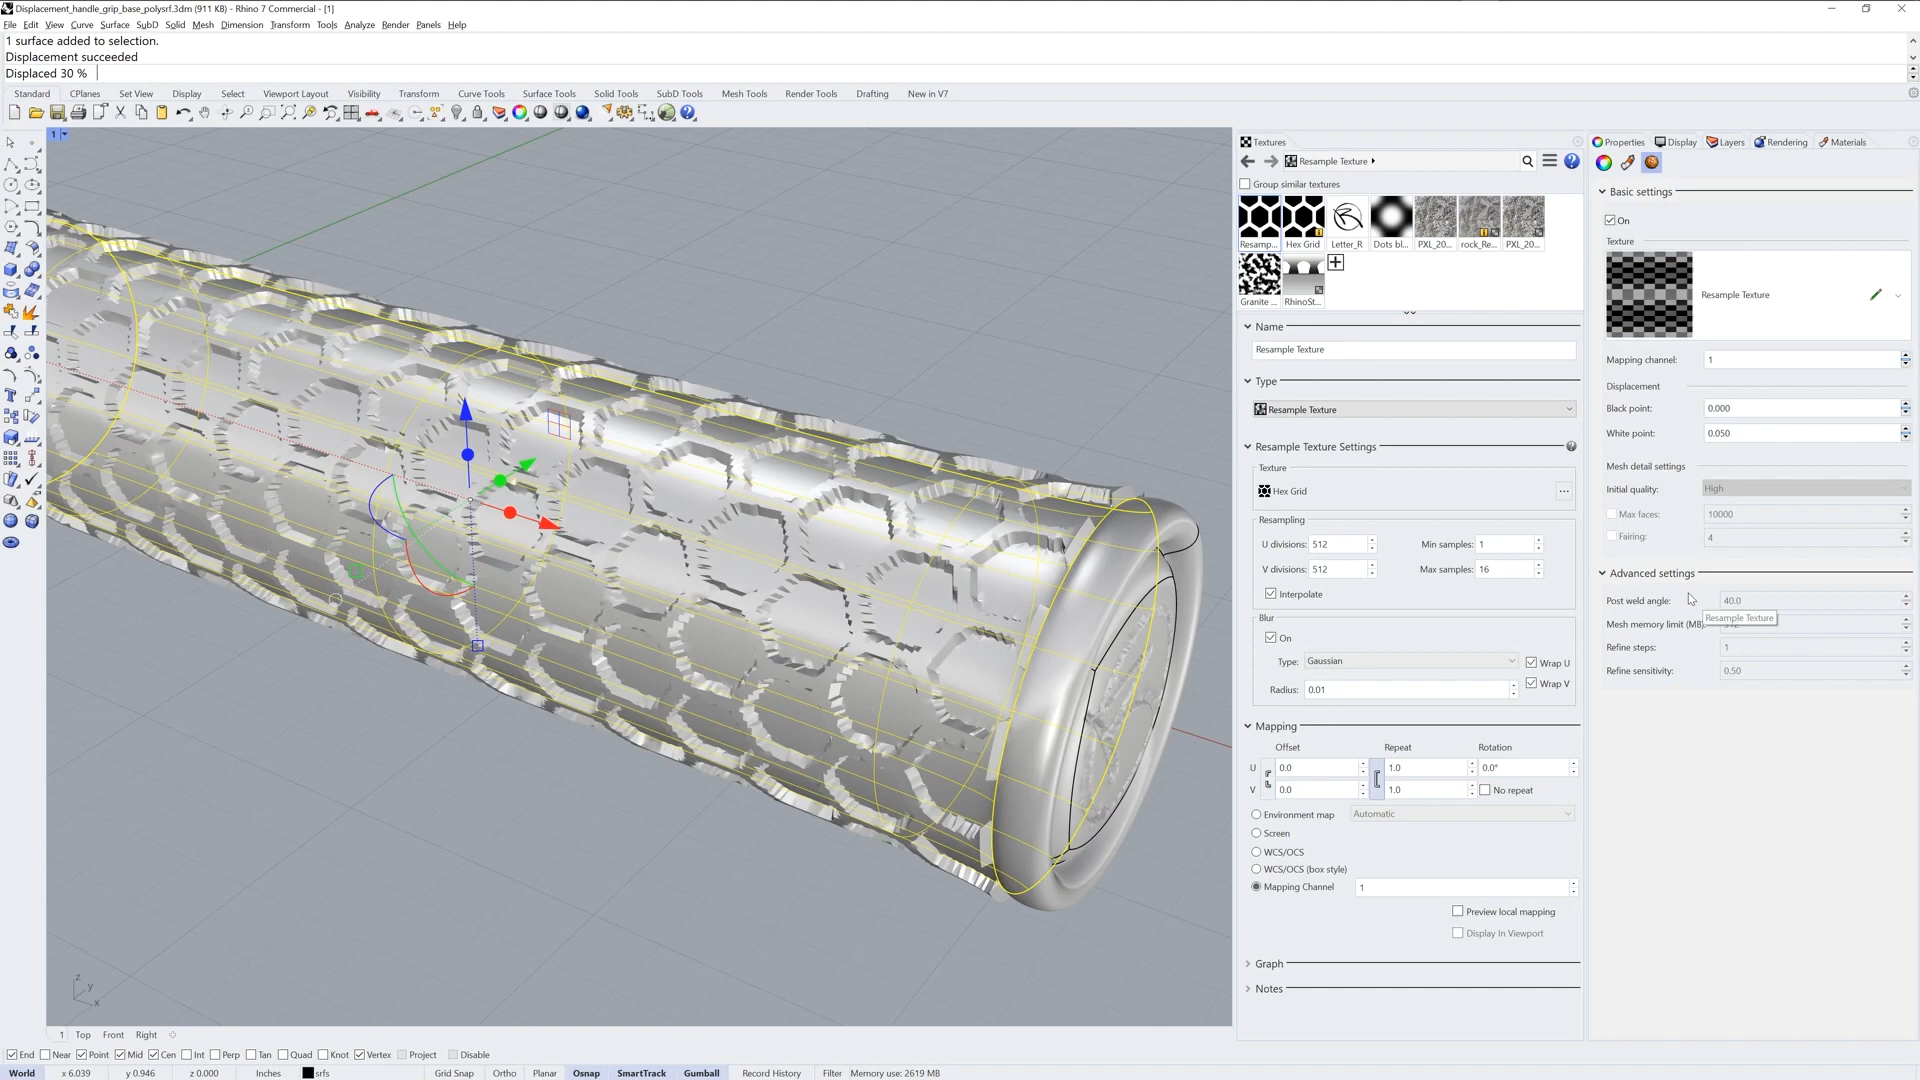 Displacement_handle_grip_base_polysrf.3dm (911 KB) - Rhino 7 Commercial - [1]
File Edit View Curve Surface SubD Solid Mesh Dimension Transform Tools Analyze Render Panels Help
1 surface added to selection.
Displacement succeeded
Displaced 30 %
Standard CPlanes Set View Display Select Viewport Layout Visibility Transform Curve Tools Surface Tools Solid Tools SubD Tools Mesh Tools Render Tools Drafting New in V7
1
Textures
Resample Texture
Group similar textures
Resamp... Hex Grid Letter_R Dots bl... PXL_20... rock_Re... PXL_20...
Granite ... RhinoSt...
Name
Resample Texture
Type
Resample Texture
Resample Texture Settings
Texture
Hex Grid ...
Resampling
U divisions: 512 Min samples: 1
V divisions: 512 Max samples: 16
Interpolate
Blur
On
Type: Gaussian Wrap U
Wrap V
Radius: 0.01
Mapping
Offset Repeat Rotation
U 0.0 1.0 0.0°
V 0.0 1.0 No repeat
Environment map Automatic
Screen
WCS/OCS
WCS/OCS (box style)
Mapping Channel 1
Preview local mapping
Display In Viewport
Graph
Notes
Properties Display Layers Rendering Materials
Basic settings
On
Texture
Resample Texture
Mapping channel: 1
Displacement
Black point: 0.000
White point: 0.050
Mesh detail settings
Initial quality: High
Max faces: 10000
Fairing: 4
Advanced settings
Post weld angle: 40.0
Resample Texture
Mesh memory limit (MB):
Refine steps: 1
Refine sensitivity: 0.50
z
y
x
1 Top Front Right
End Near Point Mid Cen Int Perp Tan Quad Knot Vertex Project Disable
World x 6.039 y 0.946 z 0.000 Inches srfs Grid Snap Ortho Planar Osnap SmartTrack Gumball Record History Filter Memory use: 2619 MB